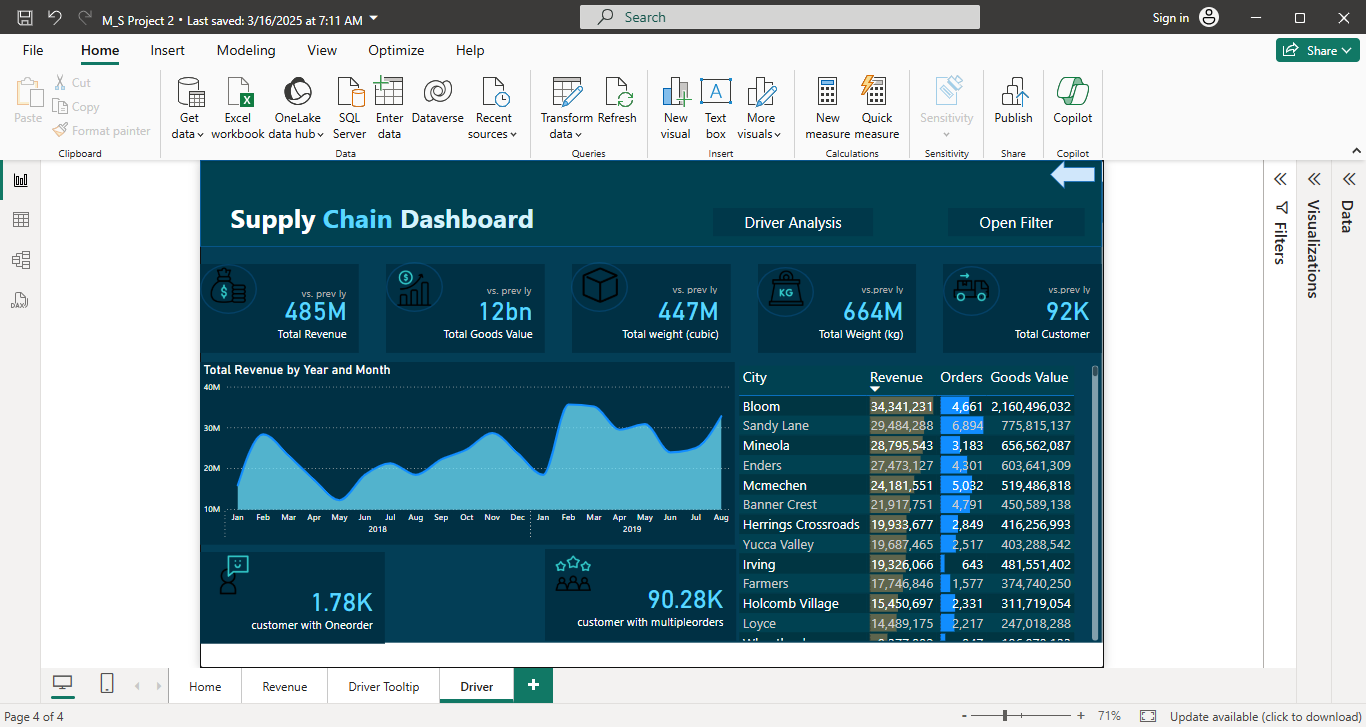 M_S Project 2 • Last saved: 3/16/2025 at 7:11 AM
Search
Sign in
File Home Insert Modeling View Optimize Help
Share
Paste
Cut
Copy
Format painter
Clipboard
Get data
Excel workbook
OneLake data hub
SQL Server
Enter data
Dataverse
Recent sources
Data
Transform data
Refresh
Queries
New visual
Text box
More visuals
Insert
New measure
Quick measure
Calculations
Sensitivity
Sensitivity
Publish
Share
Copilot
Copilot
Supply Chain Dashboard
Driver Analysis
Open Filter
vs. prev ly
485M
Total Revenue
vs. prev ly
12bn
Total Goods Value
vs. prev ly
447M
Total weight (cubic)
KG
vs.prev ly
664M
Total Weight (kg)
vs.prev ly
92K
Total Customer
Total Revenue by Year and Month
40M
30M
20M
10M
Jan Feb Mar Apr May Jun Jul Aug Sep Oct Nov Dec Jan Feb Mar Apr May Jun Jul Aug
2018 2019
1.78K
customer with Oneorder
90.28K
customer with multipleorders
City Revenue Orders Goods Value
Bloom 34,341,231 4,661 2,160,496,032
Sandy Lane 29,484,288 6,894 775,815,137
Mineola 28,795,543 3,183 656,562,087
Enders 27,473,127 4,301 603,641,309
Mcmechen 24,181,551 5,032 519,486,818
Banner Crest 21,917,751 4,791 450,589,138
Herrings Crossroads 19,933,677 2,849 416,256,993
Yucca Valley 19,687,465 2,517 403,288,542
Irving 19,326,066 643 481,551,402
Farmers 17,746,846 1,577 374,740,250
Holcomb Village 15,450,697 2,331 311,719,054
Loyce 14,489,175 2,217 247,018,288
Filters
Visualizations
Data
DAX
Home
Revenue
Driver Tooltip
Driver
+
Page 4 of 4
- + 71%
Update available (click to download)